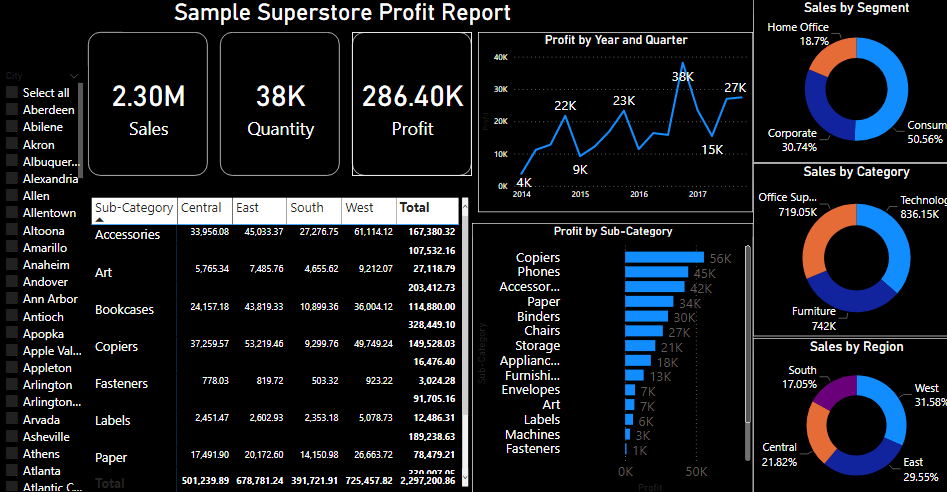 Sample Superstore Profit Report
City
Select all
Aberdeen
Abilene
Akron
Albuquer...
Alexandria
Allen
Allentown
Altoona
Amarillo
Anaheim
Andover
Ann Arbor
Antioch
Apopka
Apple Val...
Appleton
Arlington
Arlington...
Arvada
Asheville
Athens
Atlanta
Atlantic C...
2.30M
Sales
38K
Quantity
286.40K
Profit
Sub-Category Central East South West Total
Accessories 33,956.08 45,033.37 27,276.75 61,114.12 167,380.32
107,532.16
Art 5,765.34 7,485.76 4,655.62 9,212.07 27,118.79
203,412.73
Bookcases 24,157.18 43,819.33 10,899.36 36,004.12 114,880.00
328,449.10
Copiers 37,259.57 53,219.46 9,299.76 49,749.24 149,528.03
16,476.40
Fasteners 778.03 819.72 503.32 923.22 3,024.28
91,705.16
Labels 2,451.47 2,602.93 2,353.18 5,078.73 12,486.31
189,238.63
Paper 17,491.90 20,172.60 14,150.98 26,663.72 78,479.21
Total 501,239.89 678,781.24 391,721.91 725,457.82 2,297,200.86
Profit by Year and Quarter
Profit
40K
30K
20K
10K
0K
4K
22K
9K
23K
38K
15K
27K
2014 2015 2016 2017
Profit by Sub-Category
Sub-Category
Copiers 56K
Phones 45K
Accessor... 42K
Paper 34K
Binders 30K
Chairs 27K
Storage 21K
Applianc... 18K
Furnishi... 13K
Envelopes 7K
Art 7K
Labels 6K
Machines 3K
Fasteners 1K
0K 50K
Profit
Sales by Segment
Home Office
18.7%
Corporate
30.74%
Consum
50.56%
Sales by Category
Office Sup...
719.05K
Technolog
836.15K
Furniture
742K
Sales by Region
South
17.05%
West
31.58%
Central
21.82%
East
29.55%